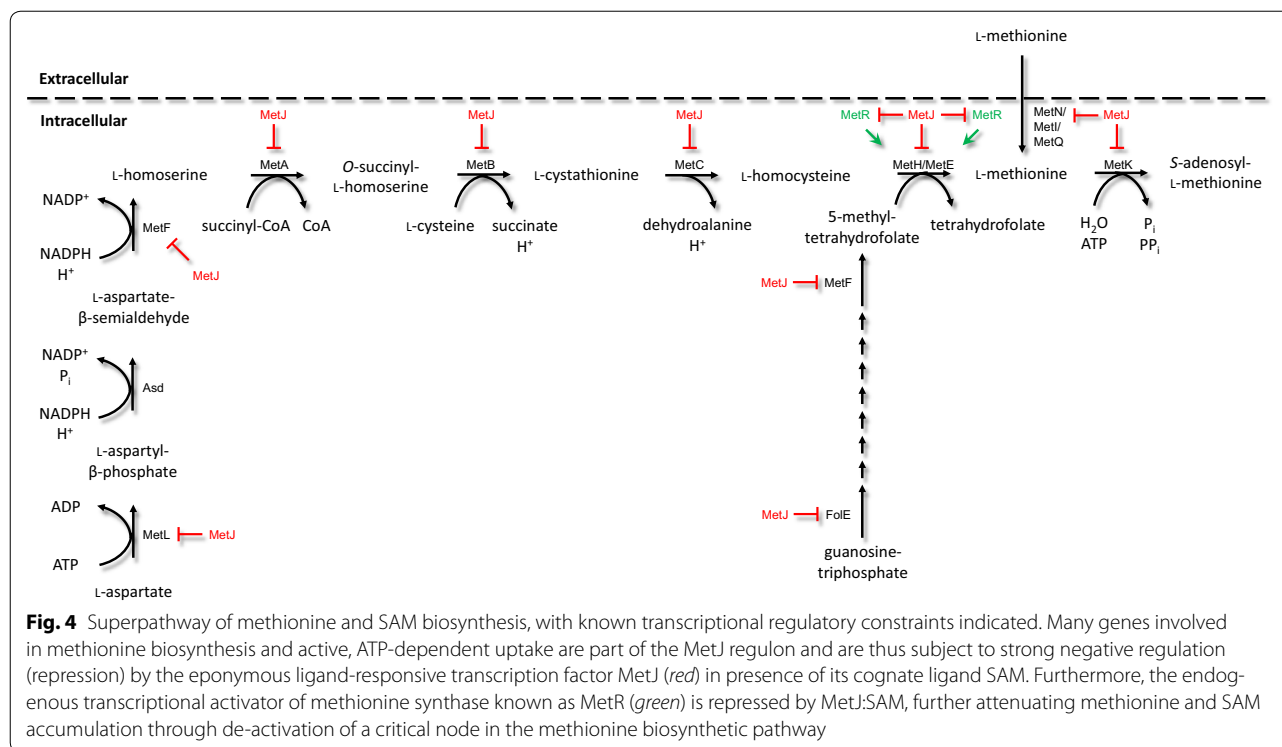 L-methionine
Extracellular
Intracellular
MetJ
MetJ
MetJ
MetR
MetJ
MetR
MetN/
MetI/
MetQ
MetJ
L-homoserine
MetA
O-succinyl-
L-homoserine
MetB
L-cystathionine
MetC
L-homocysteine
MetH/MetE
L-methionine
MetK
S-adenosyl-
L-methionine
succinyl-CoA
CoA
L-cysteine
succinate
H⁺
dehydroalanine
H⁺
5-methyl-
tetrahydrofolate
tetrahydrofolate
H₂O
ATP
Pᵢ
PPᵢ
NADP⁺
MetF
NADPH
H⁺
MetJ
L-aspartate-
β-semialdehyde
MetJ
MetF
NADP⁺
Pᵢ
Asd
NADPH
H⁺
L-aspartyl-
β-phosphate
ADP
MetL
MetJ
ATP
L-aspartate
MetJ
FolE
guanosine-
triphosphate
Fig. 4 Superpathway of methionine and SAM biosynthesis, with known transcriptional regulatory constraints indicated. Many genes involved
in methionine biosynthesis and active, ATP-dependent uptake are part of the MetJ regulon and are thus subject to strong negative regulation
(repression) by the eponymous ligand-responsive transcription factor MetJ (red) in presence of its cognate ligand SAM. Furthermore, the endog-
enous transcriptional activator of methionine synthase known as MetR (green) is repressed by MetJ:SAM, further attenuating methionine and SAM
accumulation through de-activation of a critical node in the methionine biosynthetic pathway